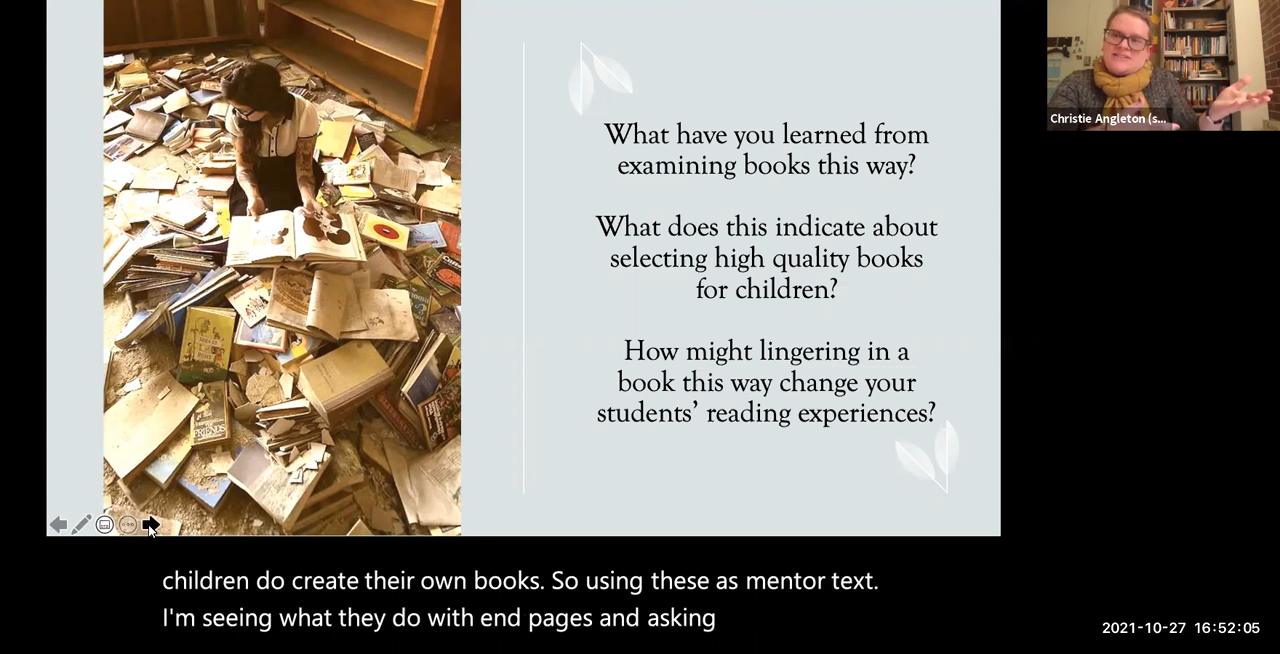 What have you learned from
examining books this way?
What does this indicate about
selecting high quality books
for children?
How might lingering in a
book this way change your
students' reading experiences?
Christie Angleton (s...
FRIENDS
children do create their own books. So using these as mentor text.
I'm seeing what they do with end pages and asking
2021-10-27 16:52:05